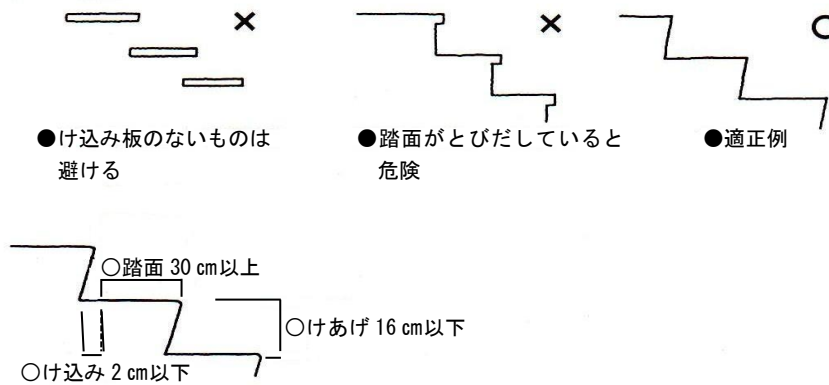 ●け込み板のないものは
避ける
●踏面がとびだしていると
危険
●適正例
○踏面 30 cm以上
○けあげ 16 cm以下
○け込み 2 cm以下